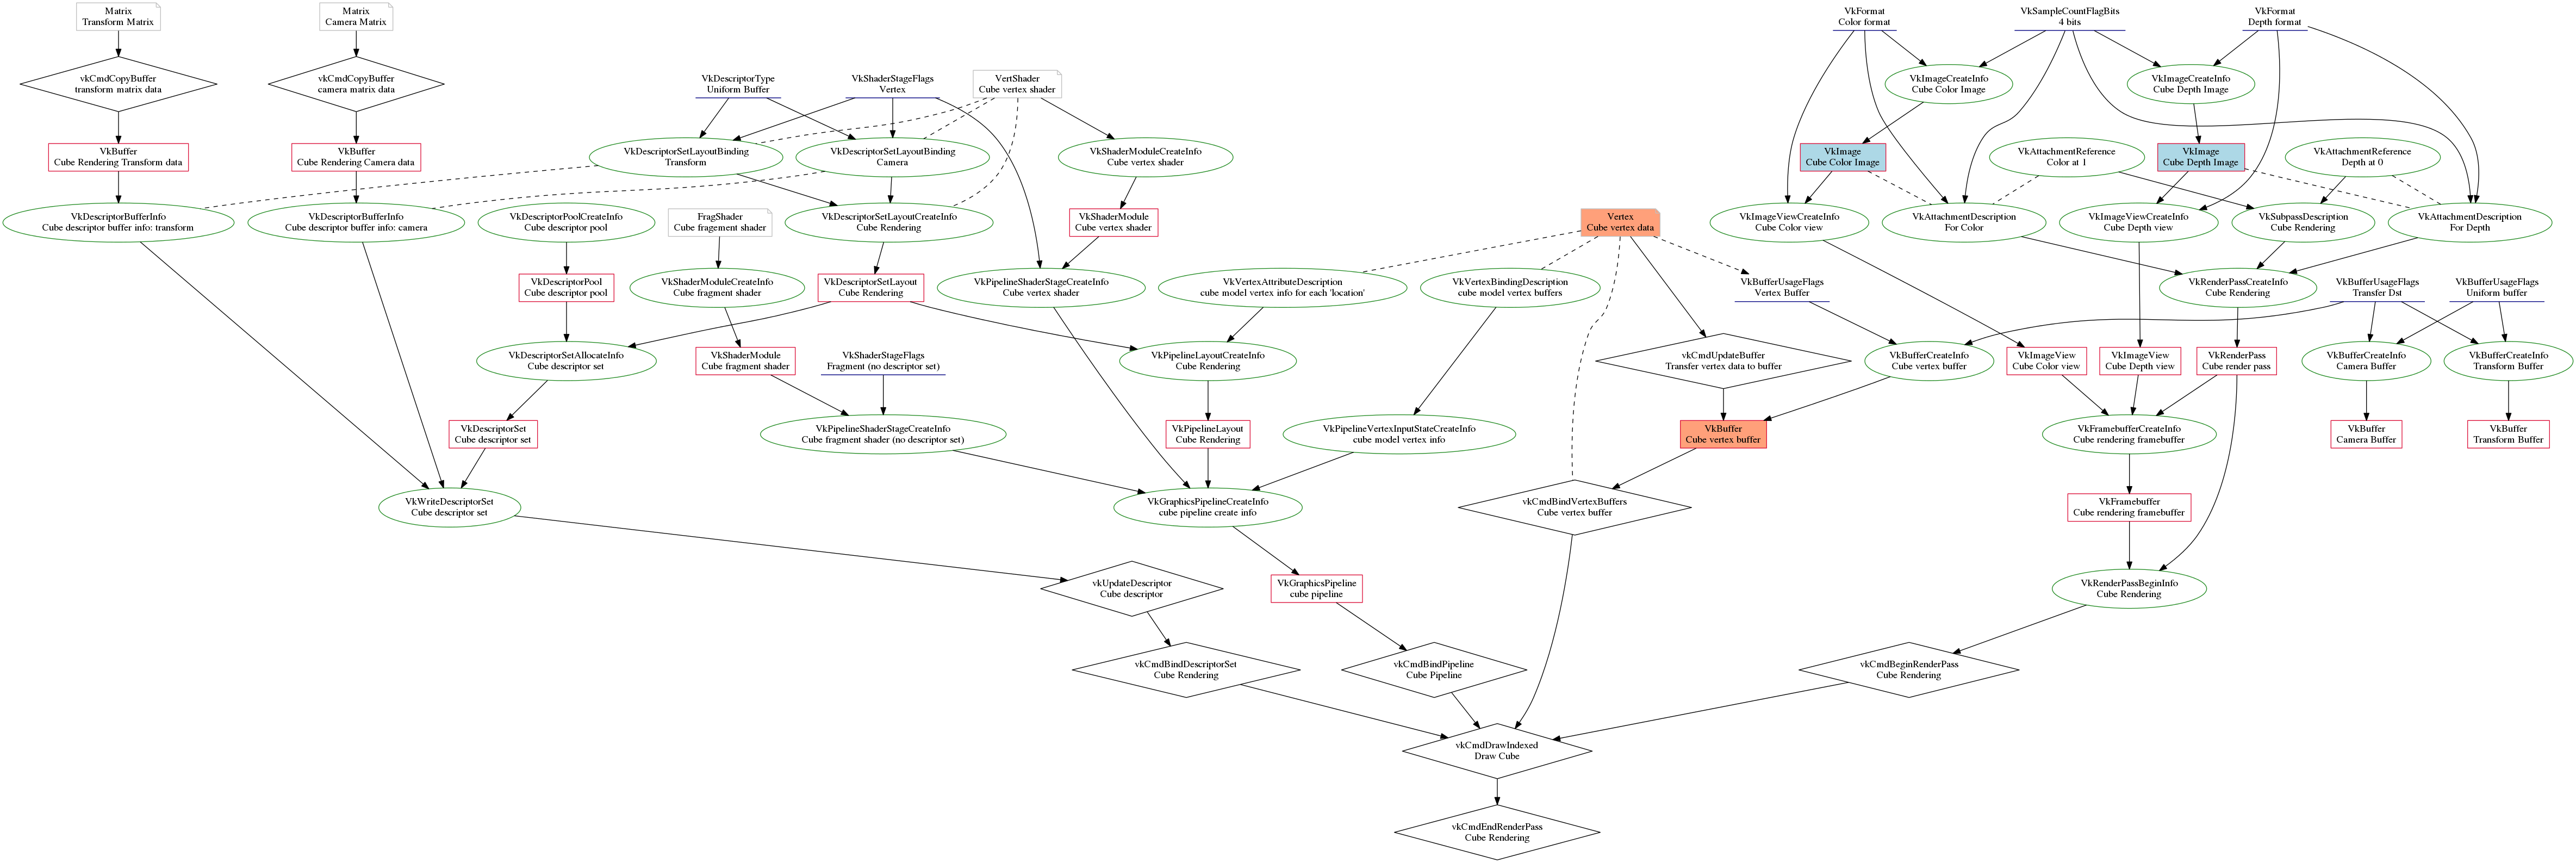 Matrix
Transform Matrix
Matrix
Camera Matrix
VkFormat
Color format
VkSampleCountFlagBits
4 bits
VkFormat
Depth format
vkCmdCopyBuffer
transform matrix data
vkCmdCopyBuffer
camera matrix data
VkDescriptorType
Uniform Buffer
VkShaderStageFlags
Vertex
VertShader
Cube vertex shader
VkImageCreateInfo
Cube Color Image
VkImageCreateInfo
Cube Depth Image
VkBuffer
Cube Rendering Transform data
VkBuffer
Cube Rendering Camera data
VkDescriptorSetLayoutBinding
Transform
VkDescriptorSetLayoutBinding
Camera
VkShaderModuleCreateInfo
Cube vertex shader
VkImage
Cube Color Image
VkAttachmentReference
Color at 1
VkImage
Cube Depth Image
VkAttachmentReference
Depth at 0
VkDescriptorBufferInfo
Cube descriptor buffer info: transform
VkDescriptorBufferInfo
Cube descriptor buffer info: camera
VkDescriptorPoolCreateInfo
Cube descriptor pool
FragShader
Cube fragement shader
VkDescriptorSetLayoutCreateInfo
Cube Rendering
VkShaderModule
Cube vertex shader
Vertex
Cube vertex data
VkImageViewCreateInfo
Cube Color view
VkAttachmentDescription
For Color
VkImageViewCreateInfo
Cube Depth view
VkSubpassDescription
Cube Rendering
VkAttachmentDescription
For Depth
VkDescriptorPool
Cube descriptor pool
VkShaderModuleCreateInfo
Cube fragment shader
VkDescriptorSetLayout
Cube Rendering
VkPipelineShaderStageCreateInfo
Cube vertex shader
VkVertexAttributeDescription
cube model vertex info for each 'location'
VkVertexBindingDescription
cube model vertex buffers
VkBufferUsageFlags
Vertex Buffer
VkRenderPassCreateInfo
Cube Rendering
VkBufferUsageFlags
Transfer Dst
VkBufferUsageFlags
Uniform buffer
VkDescriptorSetAllocateInfo
Cube descriptor set
VkShaderModule
Cube fragment shader
VkShaderStageFlags
Fragment (no descriptor set)
VkPipelineLayoutCreateInfo
Cube Rendering
vkCmdUpdateBuffer
Transfer vertex data to buffer
VkBufferCreateInfo
Cube vertex buffer
VkImageView
Cube Color view
VkImageView
Cube Depth view
VkRenderPass
Cube render pass
VkBufferCreateInfo
Camera Buffer
VkBufferCreateInfo
Transform Buffer
VkDescriptorSet
Cube descriptor set
VkPipelineShaderStageCreateInfo
Cube fragment shader (no descriptor set)
VkPipelineLayout
Cube Rendering
VkPipelineVertexInputStateCreateInfo
cube model vertex info
VkBuffer
Cube vertex buffer
VkFramebufferCreateInfo
Cube rendering framebuffer
VkBuffer
Camera Buffer
VkBuffer
Transform Buffer
VkWriteDescriptorSet
Cube descriptor set
VkGraphicsPipelineCreateInfo
cube pipeline create info
vkCmdBindVertexBuffers
Cube vertex buffer
VkFramebuffer
Cube rendering framebuffer
vkUpdateDescriptor
Cube descriptor
VkGraphicsPipeline
cube pipeline
VkRenderPassBeginInfo
Cube Rendering
vkCmdBindDescriptorSet
Cube Rendering
vkCmdBindPipeline
Cube Pipeline
vkCmdBeginRenderPass
Cube Rendering
vkCmdDrawIndexed
Draw Cube
vkCmdEndRenderPass
Cube Rendering